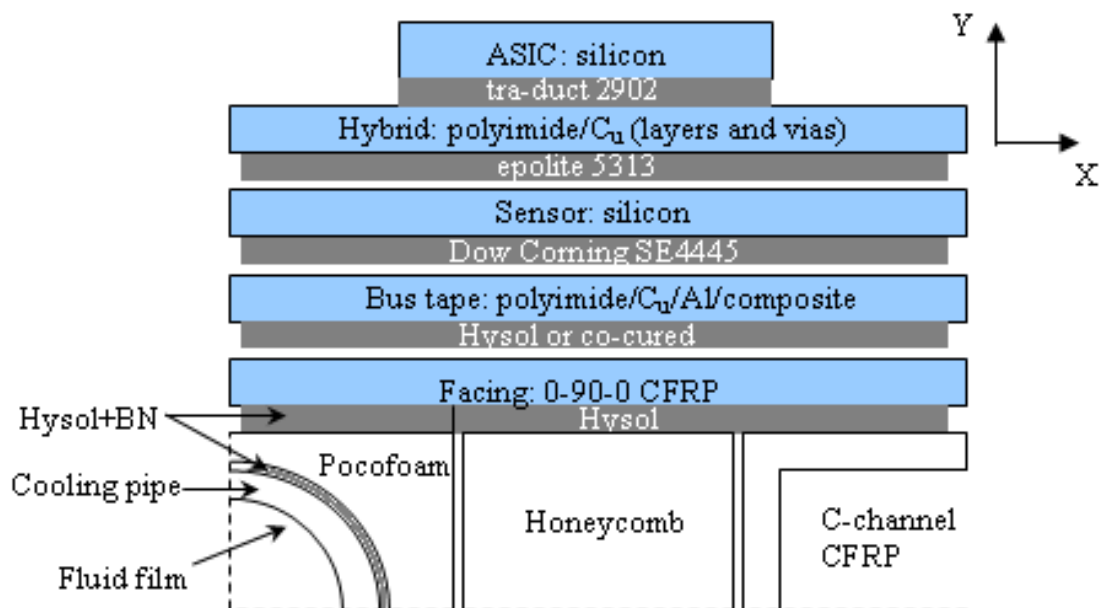 Y
ASIC: silicon
tra-duct 2902
Hybrid: polyimide/Cu (layers and vias)
X
epolite 5313
Sensor: silicon
Dow Corning SE4445
Bus tape: polyimide/Cu/Al/composite
Hysol or co-cured
Facing: 0-90-0 CFRP
Hysol+BN
Hysol
Pocofoam
Cooling pipe
Honeycomb
C-channel
CFRP
Fluid film